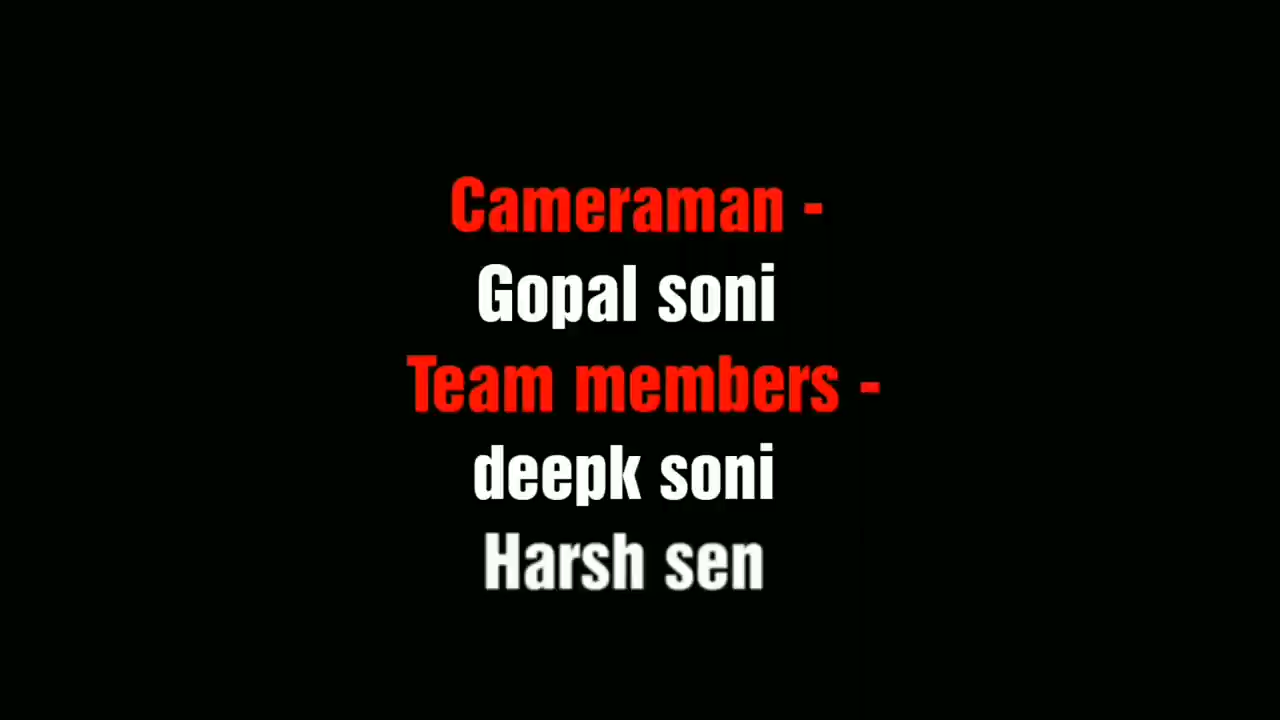 Cameraman -
Gopal soni
Team members -
deepk soni
Harsh sen